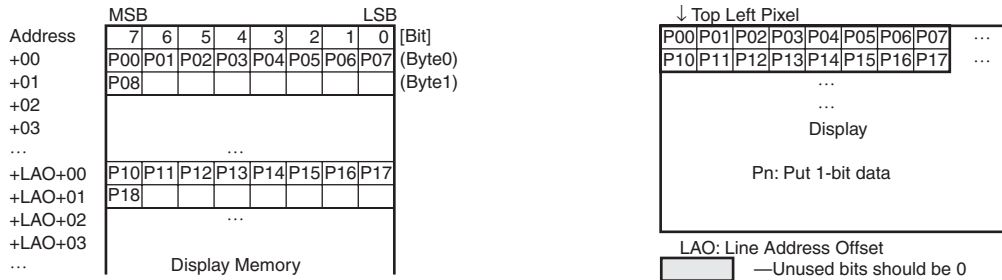 MSB LSB
Address 7 6 5 4 3 2 1 0 [Bit]
+00 P00 P01 P02 P03 P04 P05 P06 P07 (Byte0)
+01 P08 (Byte1)
+02
+03
… …
+LAO+00 P10 P11 P12 P13 P14 P15 P16 P17
+LAO+01 P18
+LAO+02 …
+LAO+03
… Display Memory
↓ Top Left Pixel
P00 P01 P02 P03 P04 P05 P06 P07 …
P10 P11 P12 P13 P14 P15 P16 P17 …
…
…
Display
Pn: Put 1-bit data
LAO: Line Address Offset
—Unused bits should be 0